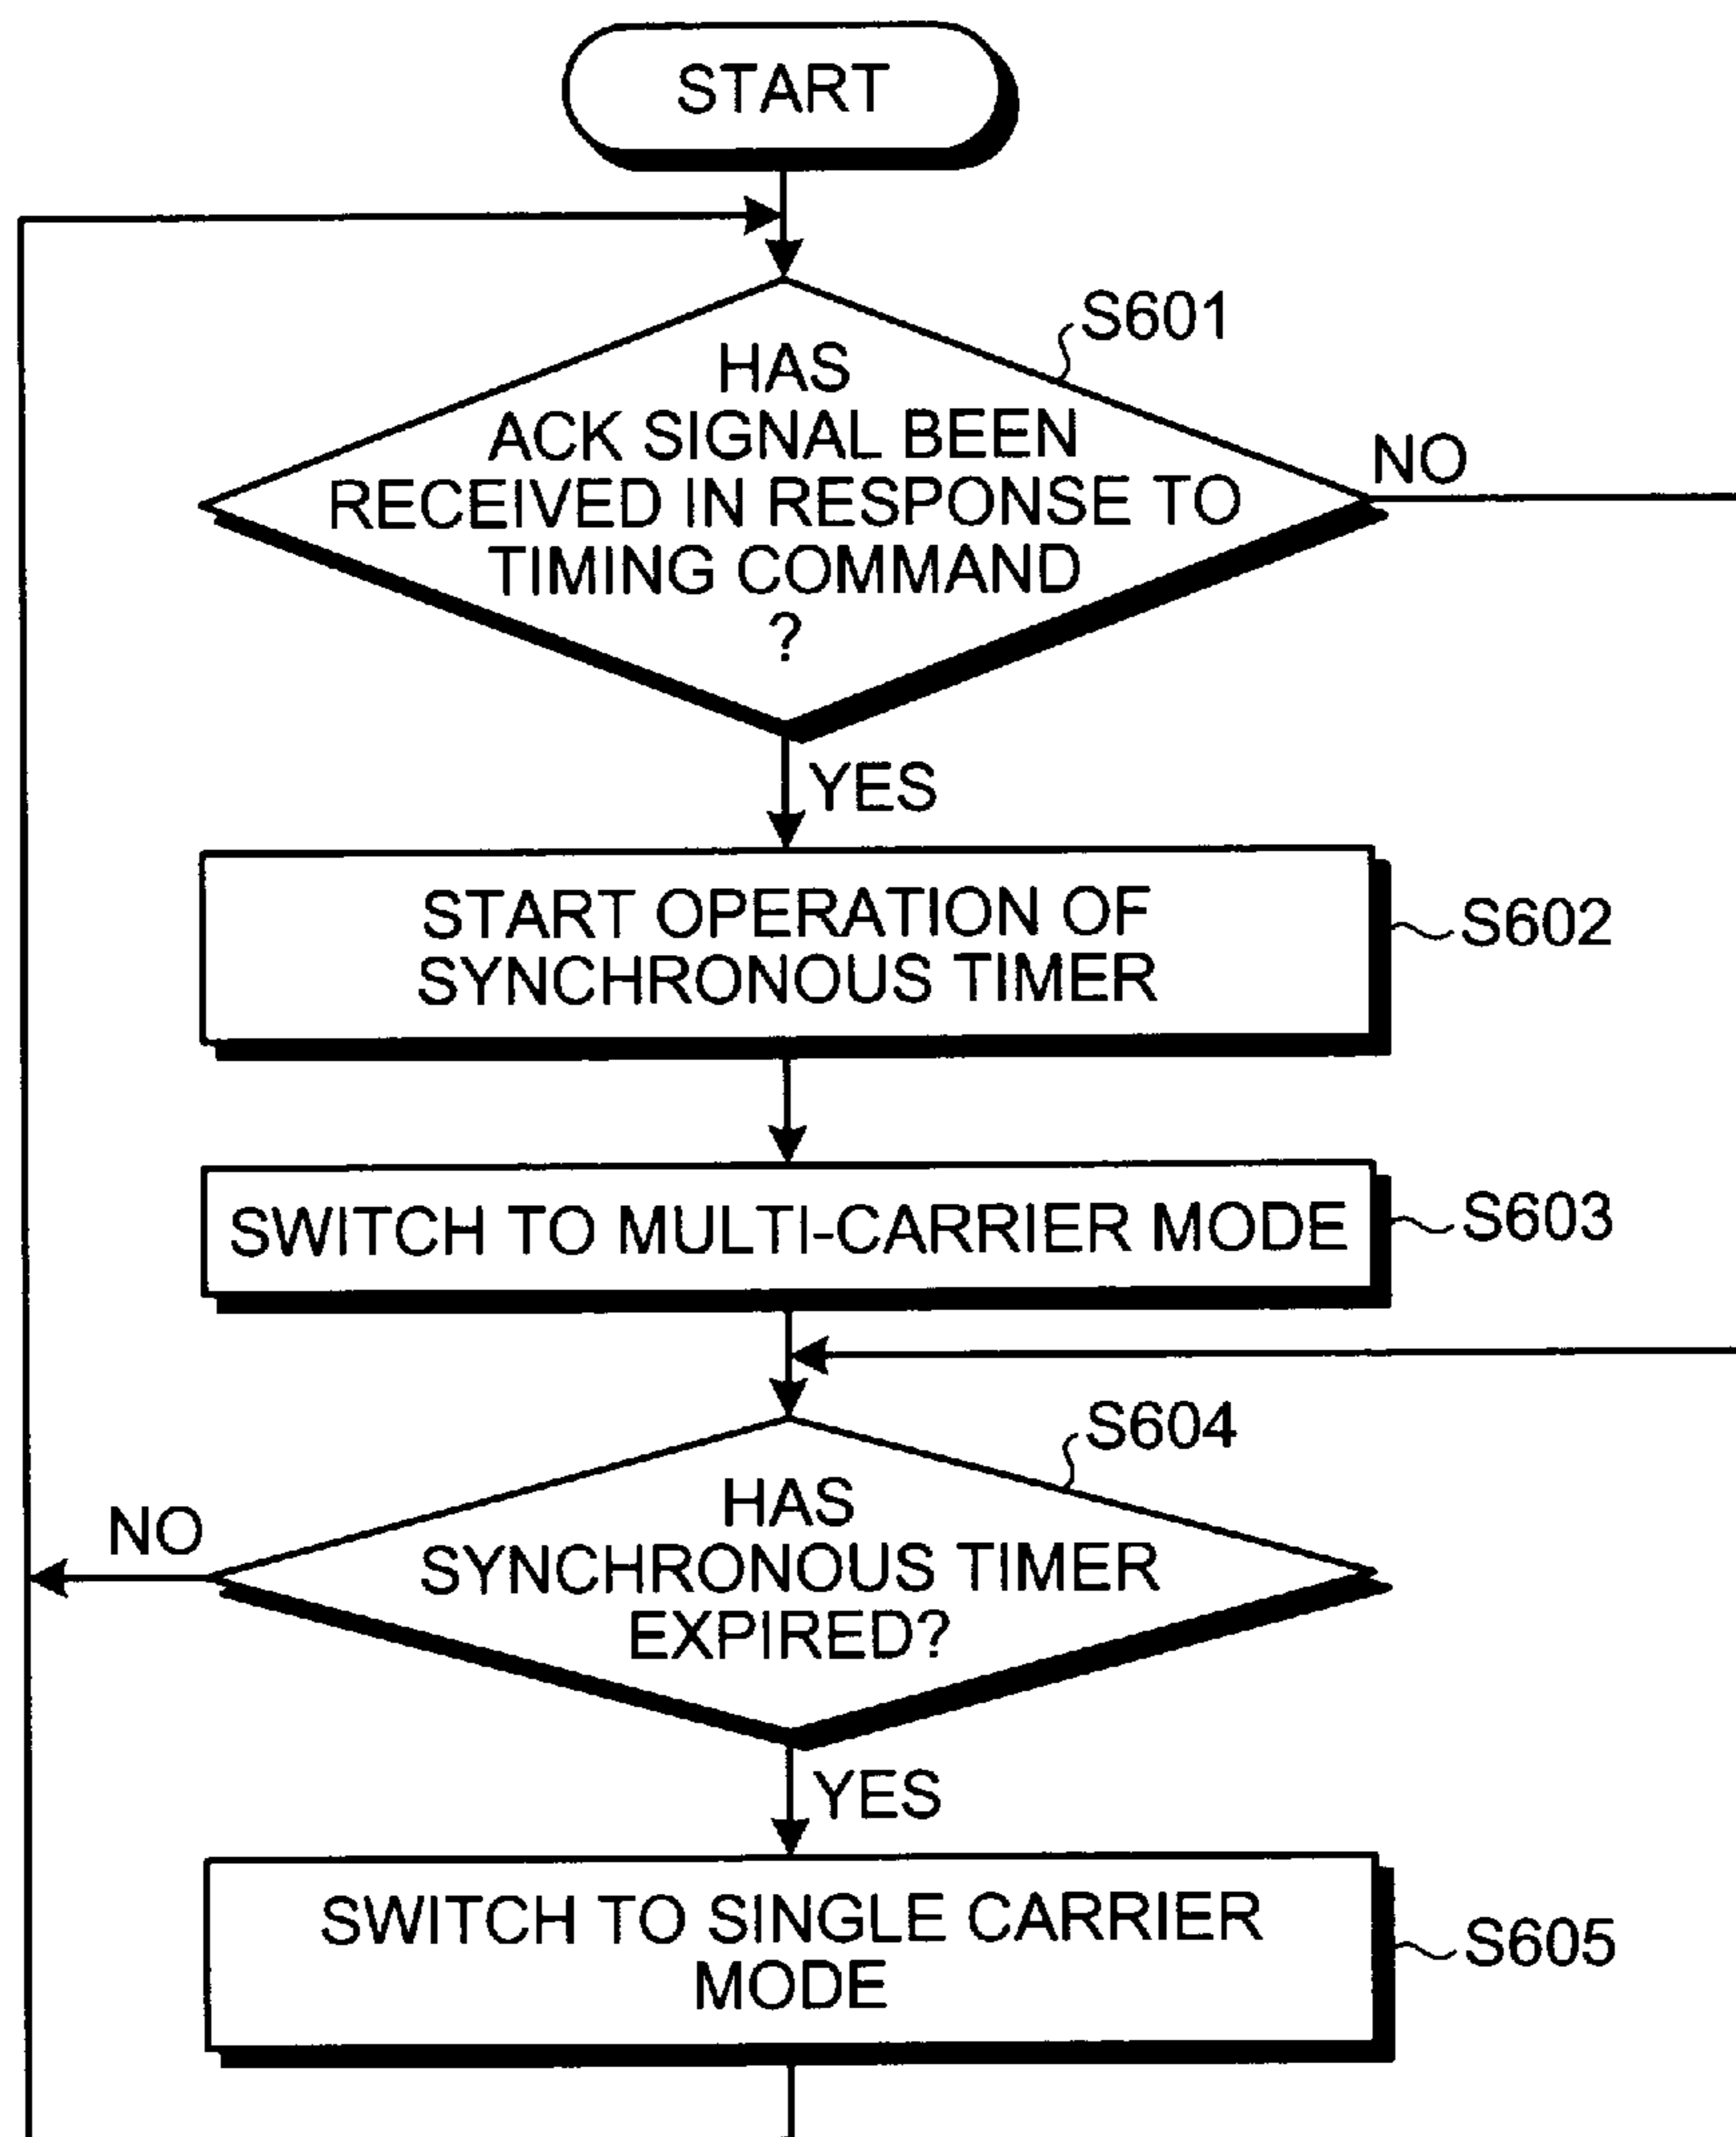 START
S601
HAS
ACK SIGNAL BEEN
RECEIVED IN RESPONSE TO
TIMING COMMAND
?
NO
YES
START OPERATION OF
SYNCHRONOUS TIMER
S602
SWITCH TO MULTI-CARRIER MODE
S603
S604
HAS
SYNCHRONOUS TIMER
EXPIRED?
NO
YES
SWITCH TO SINGLE CARRIER
MODE
S605